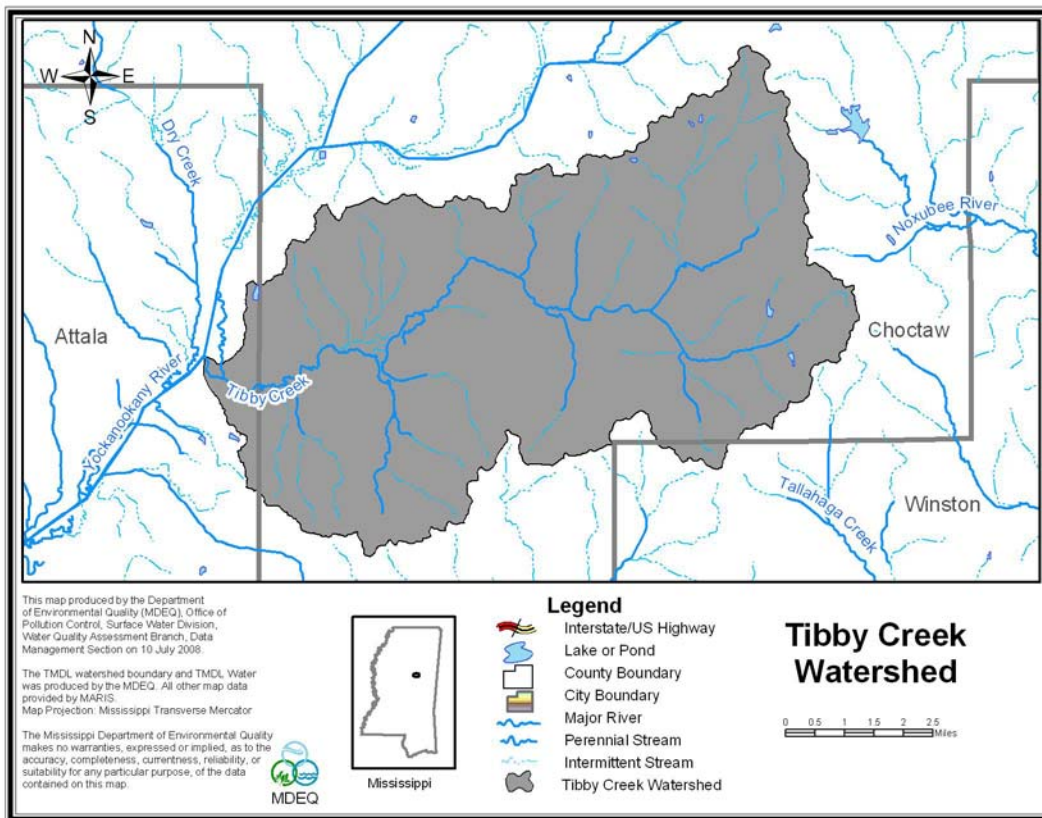 N
W E
S
Dry Creek
Noxubee River
Attala
Choctaw
Yockanookany River
Tibby Creek
Tallahaga Creek
Winston
This map produced by the Department
of Environmental Quality (MDEQ), Office of
Pollution Control, Surface Water Division,
Water Quality Assessment Branch, Data
Management Section on 10 July 2008.
The TMDL watershed boundary and TMDL Water
was produced by the MDEQ. All other map data
provided by MARIS.
Map Projection: Mississippi Transverse Mercator
The Mississippi Department of Environmental Quality
makes no warranties, expressed or implied, as to the
accuracy, completeness, currentness, reliability, or
suitability for any particular purpose, of the data
contained on this map.
MDEQ
Mississippi
Legend
Interstate/US Highway
Lake or Pond
County Boundary
City Boundary
Major River
Perennial Stream
Intermittent Stream
Tibby Creek Watershed
Tibby Creek
Watershed
0 0.5 1 1.5 2 2.5
Miles